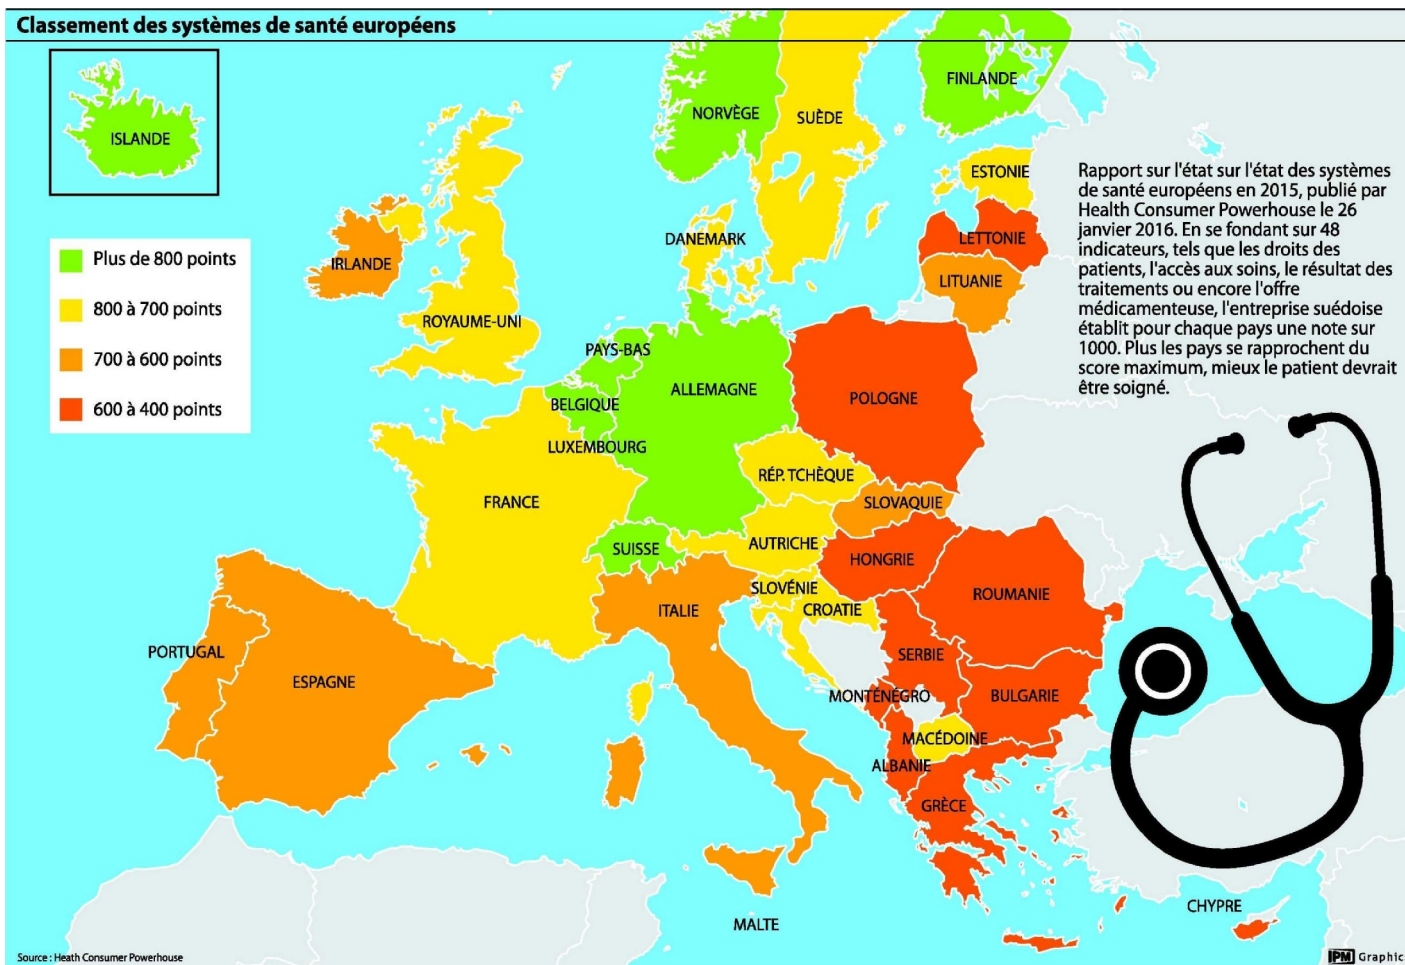 Classement des systèmes de santé européens
ISLANDE
NORVÈGE
SUÈDE
FINLANDE
ESTONIE
LETTONIE
LITUANIE
DANEMARK
IRLANDE
ROYAUME-UNI
Plus de 800 points
800 à 700 points
700 à 600 points
600 à 400 points
Rapport sur l'état sur l'état des systèmes
de santé européens en 2015, publié par
Health Consumer Powerhouse le 26
janvier 2016. En se fondant sur 48
indicateurs, tels que les droits des
patients, l'accès aux soins, le résultat des
traitements ou encore l'offre
médicamenteuse, l'entreprise suédoise
établit pour chaque pays une note sur
1000. Plus les pays se rapprochent du
score maximum, mieux le patient devrait
être soigné.
PAYS-BAS
ALLEMAGNE
POLOGNE
BELGIQUE
LUXEMBOURG
RÉP. TCHÈQUE
FRANCE
SLOVAQUIE
SUISSE
AUTRICHE
HONGRIE
SLOVÉNIE
ROUMANIE
ITALIE
CROATIE
PORTUGAL
ESPAGNE
SERBIE
MONTÉNÉGRO
BULGARIE
MACÉDOINE
ALBANIE
GRÈCE
MALTE
CHYPRE
Source : Heath Consumer Powerhouse
IPM Graphics